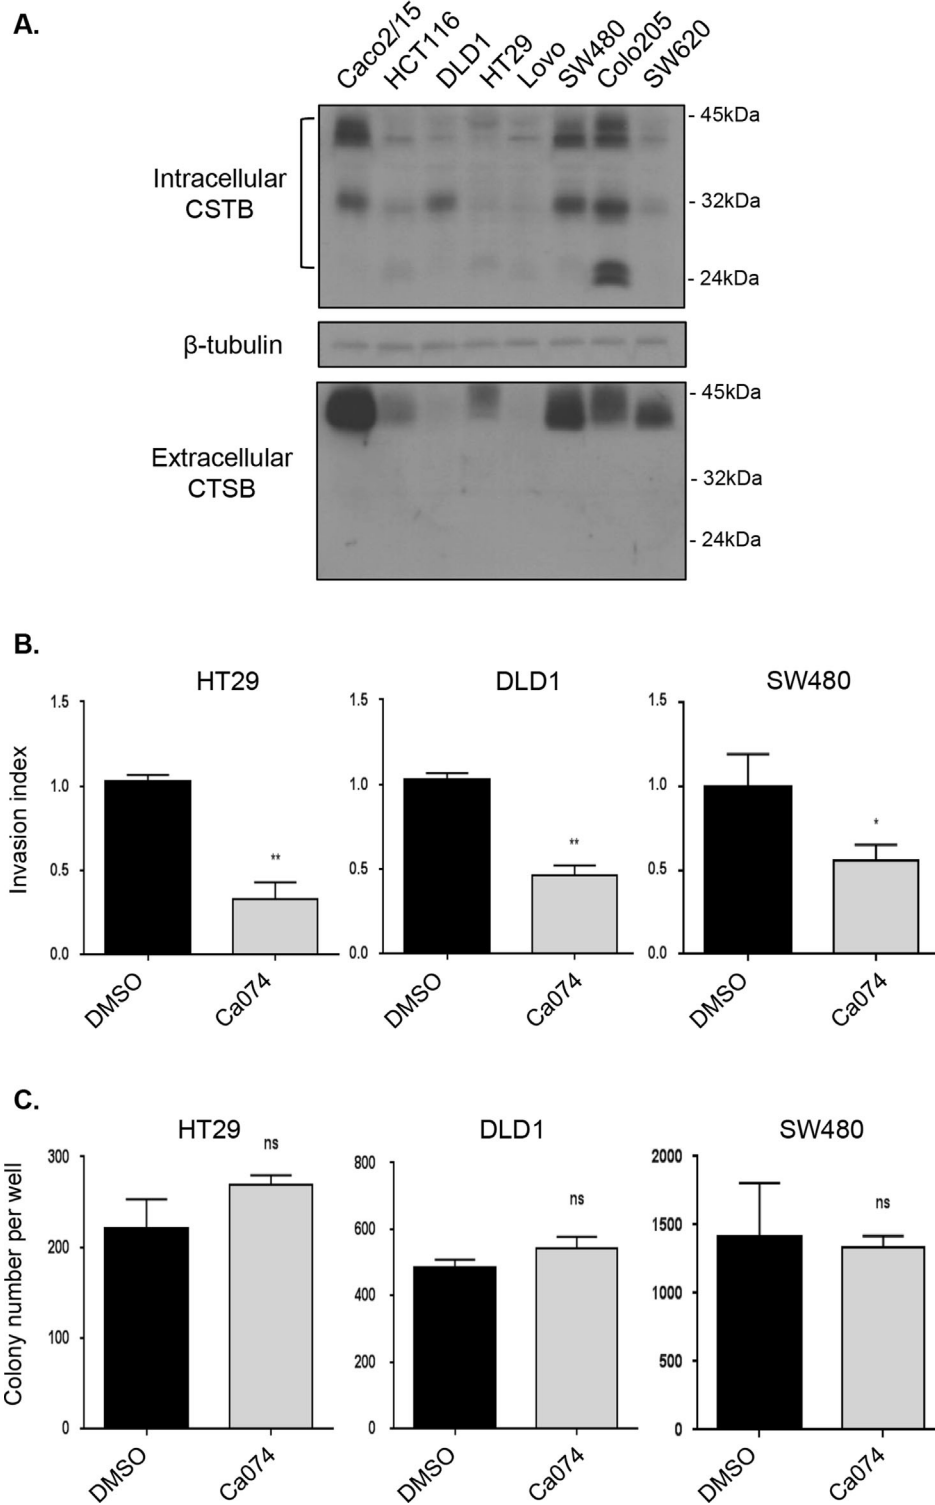 A.
Caco2/15
HCT116
DLD1
HT29
Lovo
SW480
Colo205
SW620
Intracellular
CSTB
- 45kDa
- 32kDa
- 24kDa
β-tubulin
Extracellular
CTSB
- 45kDa
- 32kDa
- 24kDa
B.
HT29
DLD1
SW480
Invasion index
1.5
1.0
0.5
0.0
**
DMSO
Ca074
1.5
1.0
0.5
0.0
**
DMSO
Ca074
1.5
1.0
0.5
0.0
*
DMSO
Ca074
C.
HT29
DLD1
SW480
Colony number per well
300
200
100
0
ns
DMSO
Ca074
800
600
400
200
0
ns
DMSO
Ca074
2000
1500
1000
500
0
ns
DMSO
Ca074